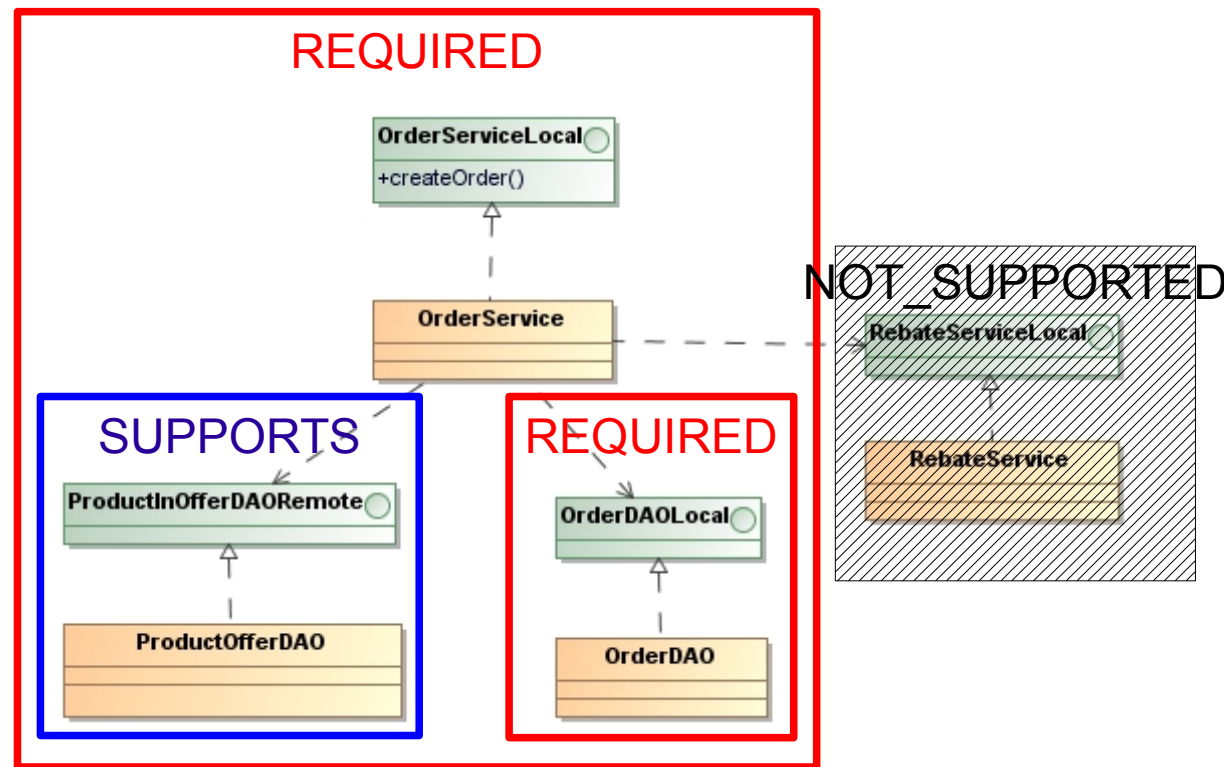 REQUIRED
OrderServiceLocal
+createOrder()
NOT_SUPPORTED
OrderService
RebateServiceLocal
SUPPORTS
REQUIRED
RebateService
ProductInOfferDAORemote
OrderDAOLocal
ProductOfferDAO
OrderDAO